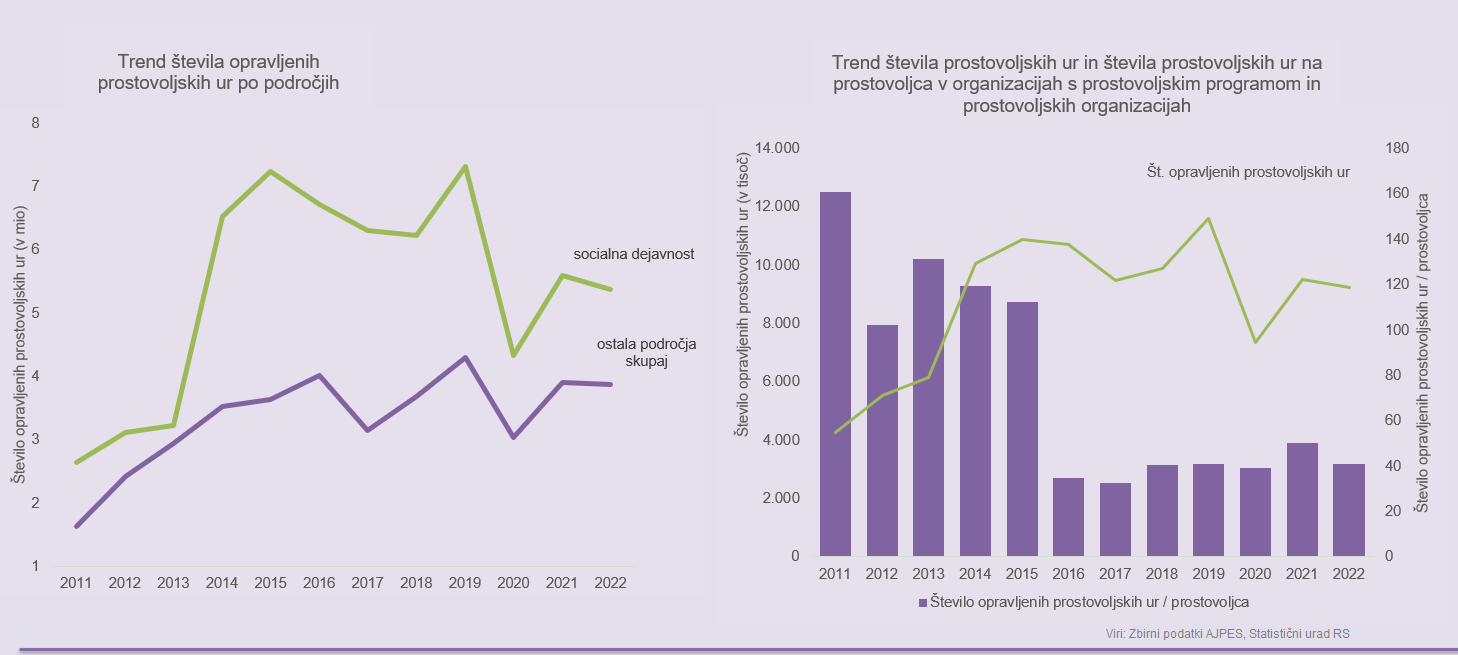 Trend števila opravljenih
prostovoljskih ur po področjih
Število opravljenih prostovoljskih ur (v mio)
8
7
6
5
4
3
2
1
socialna dejavnost
ostala področja
skupaj
2011 2012 2013 2014 2015 2016 2017 2018 2019 2020 2021 2022
Trend števila prostovoljskih ur in števila prostovoljskih ur na
prostovoljca v organizacijah s prostovoljskim programom in
prostovoljskih organizacijah
Število opravljenih prostovoljskih ur (v tisoč)
14.000
12.000
10.000
8.000
6.000
4.000
2.000
0
Št. opravljenih prostovoljskih ur
180
160
140
120
100
80
60
40
20
0
Število opravljenih prostovoljskih ur / prostovoljca
2011 2012 2013 2014 2015 2016 2017 2018 2019 2020 2021 2022
Število opravljenih prostovoljskih ur / prostovoljca
Viri: Zbirni podatki AJPES, Statistični urad RS